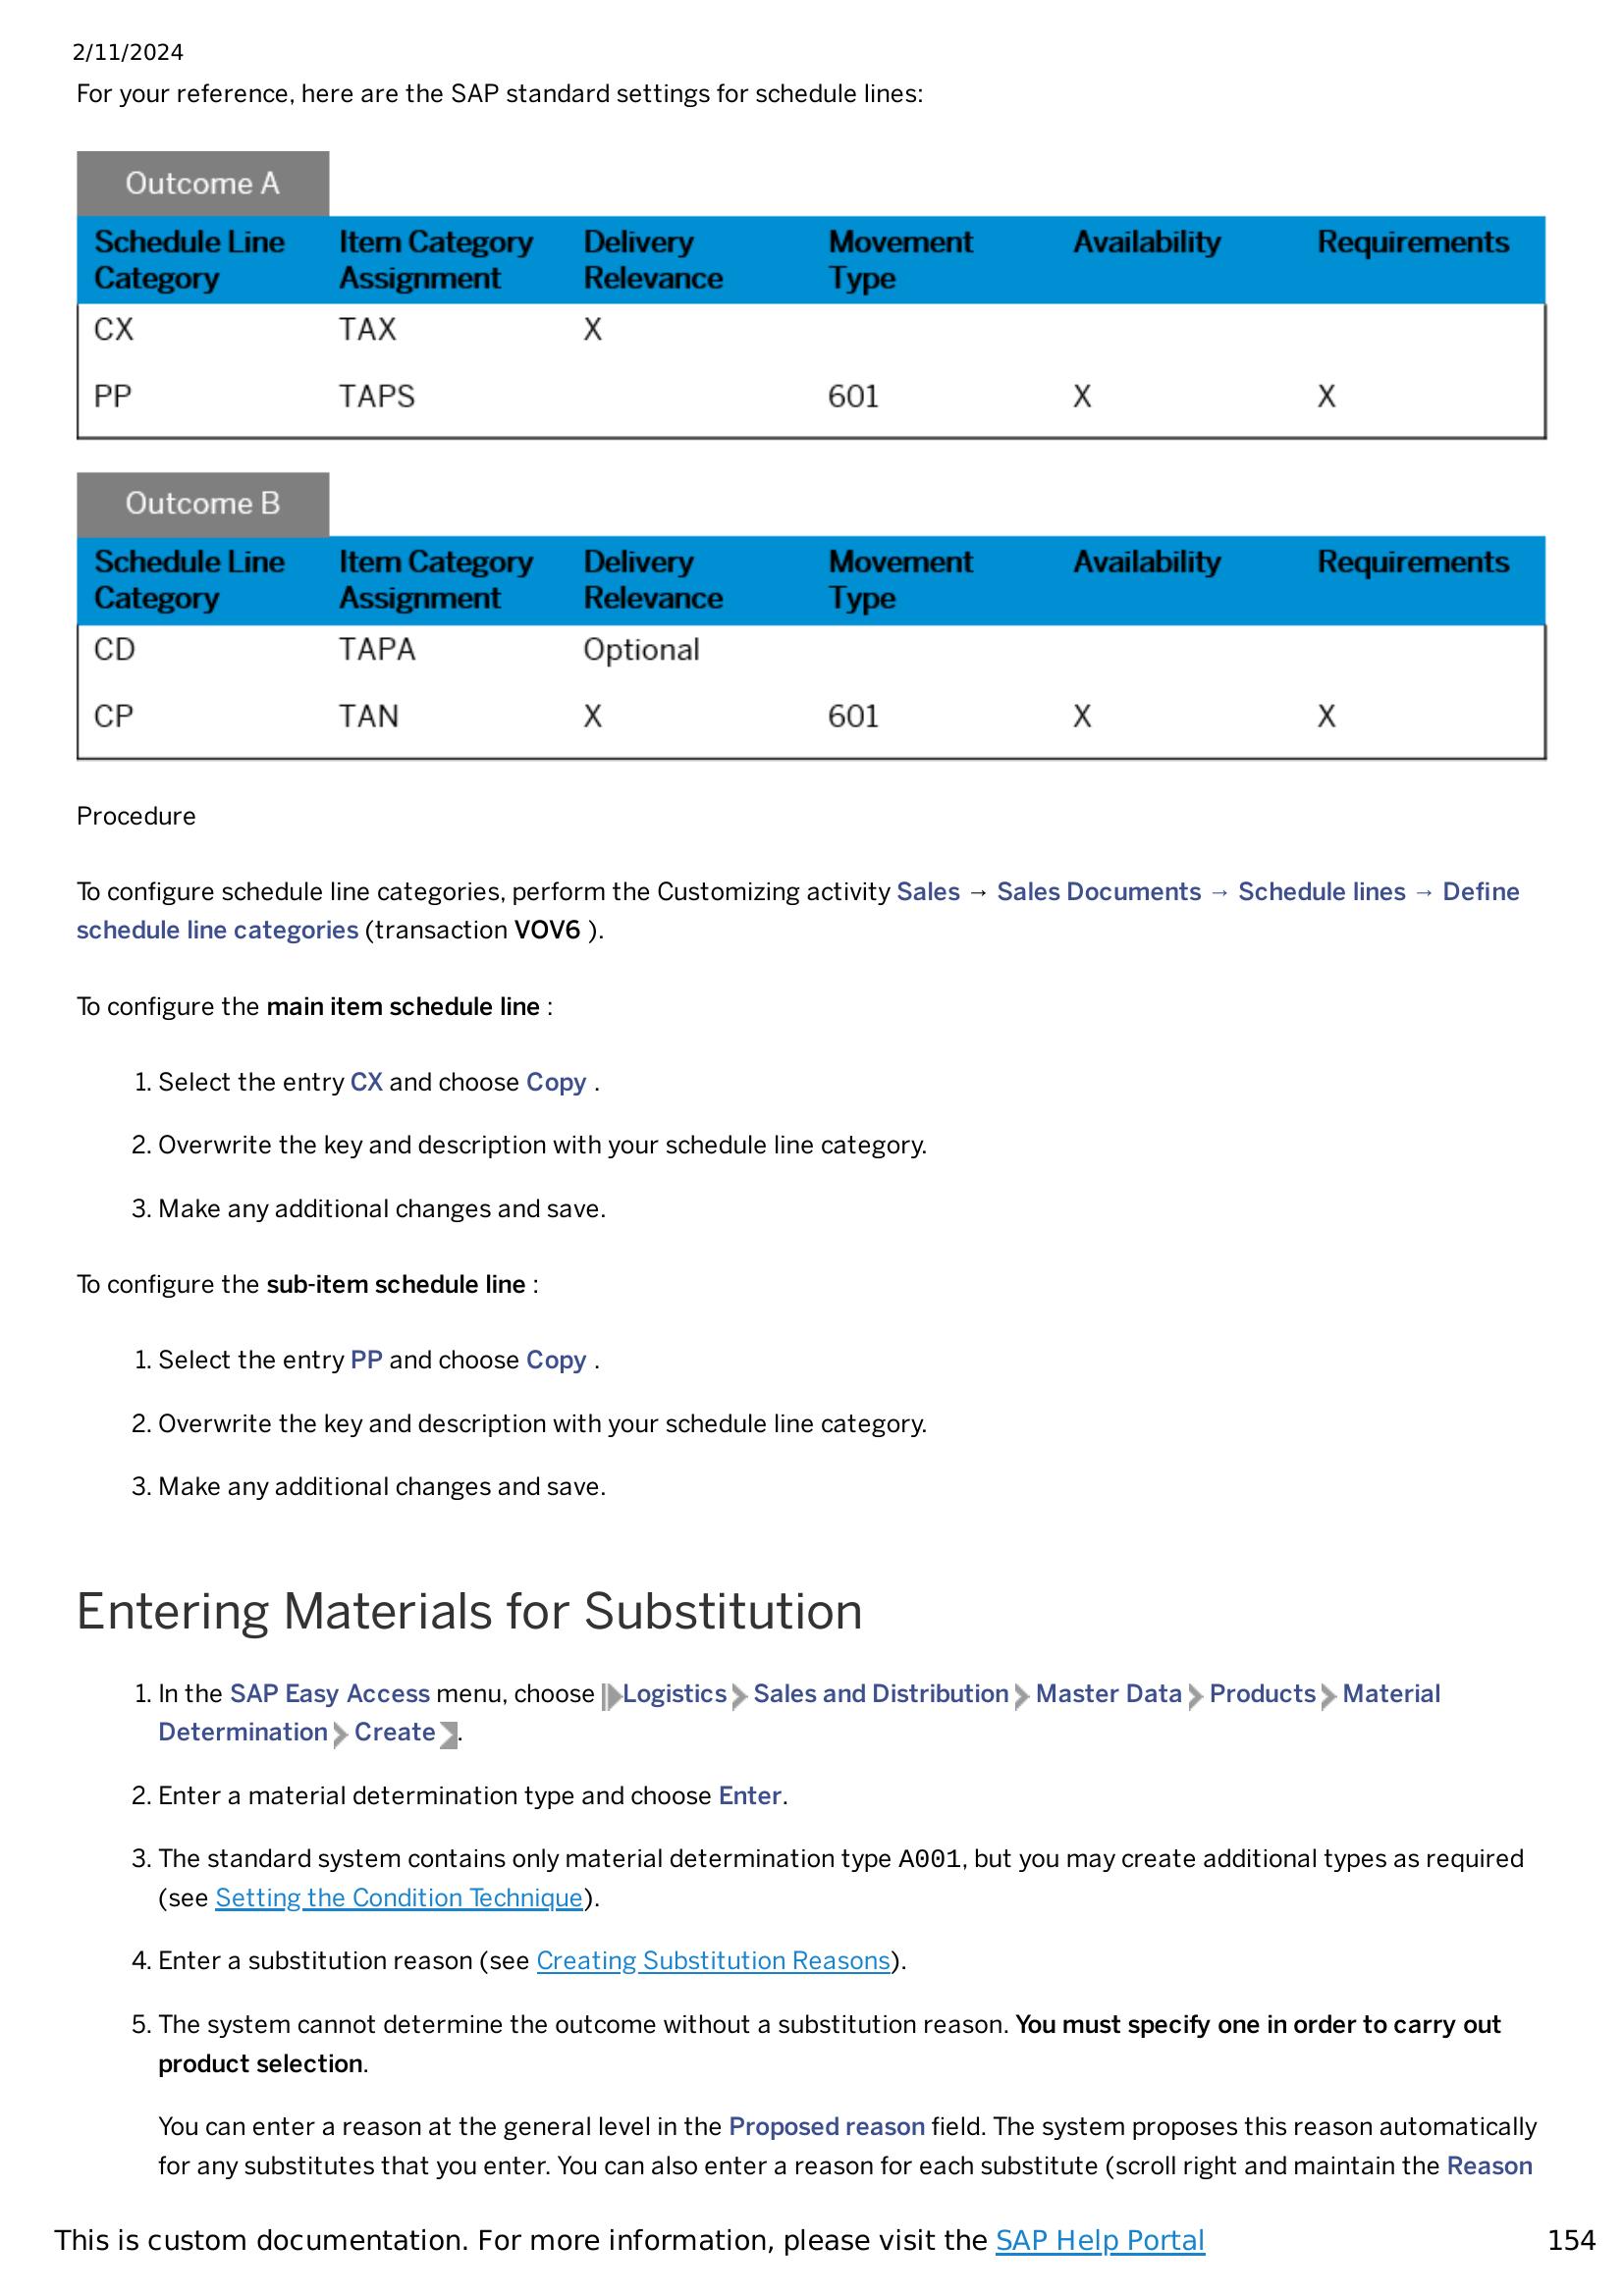 2/11/2024
For your reference, here are the SAP standard settings for schedule lines:
Outcome A
Schedule Line Category Item Category Assignment Delivery Relevance Movement Type Availability Requirements
CX TAX X
PP TAPS 601 X X
Outcome B
Schedule Line Category Item Category Assignment Delivery Relevance Movement Type Availability Requirements
CD TAPA Optional
CP TAN X 601 X X
Procedure
To configure schedule line categories, perform the Customizing activity Sales → Sales Documents → Schedule lines → Define
schedule line categories (transaction VOV6 ).
To configure the main item schedule line :
1. Select the entry CX and choose Copy .
2. Overwrite the key and description with your schedule line category.
3. Make any additional changes and save.
To configure the sub-item schedule line :
1. Select the entry PP and choose Copy .
2. Overwrite the key and description with your schedule line category.
3. Make any additional changes and save.
Entering Materials for Substitution
1. In the SAP Easy Access menu, choose Logistics Sales and Distribution Master Data Products Material
Determination Create .
2. Enter a material determination type and choose Enter.
3. The standard system contains only material determination type A001, but you may create additional types as required
(see Setting the Condition Technique).
4. Enter a substitution reason (see Creating Substitution Reasons).
5. The system cannot determine the outcome without a substitution reason. You must specify one in order to carry out
product selection.
You can enter a reason at the general level in the Proposed reason field. The system proposes this reason automatically
for any substitutes that you enter. You can also enter a reason for each substitute (scroll right and maintain the Reason
This is custom documentation. For more information, please visit the SAP Help Portal 154